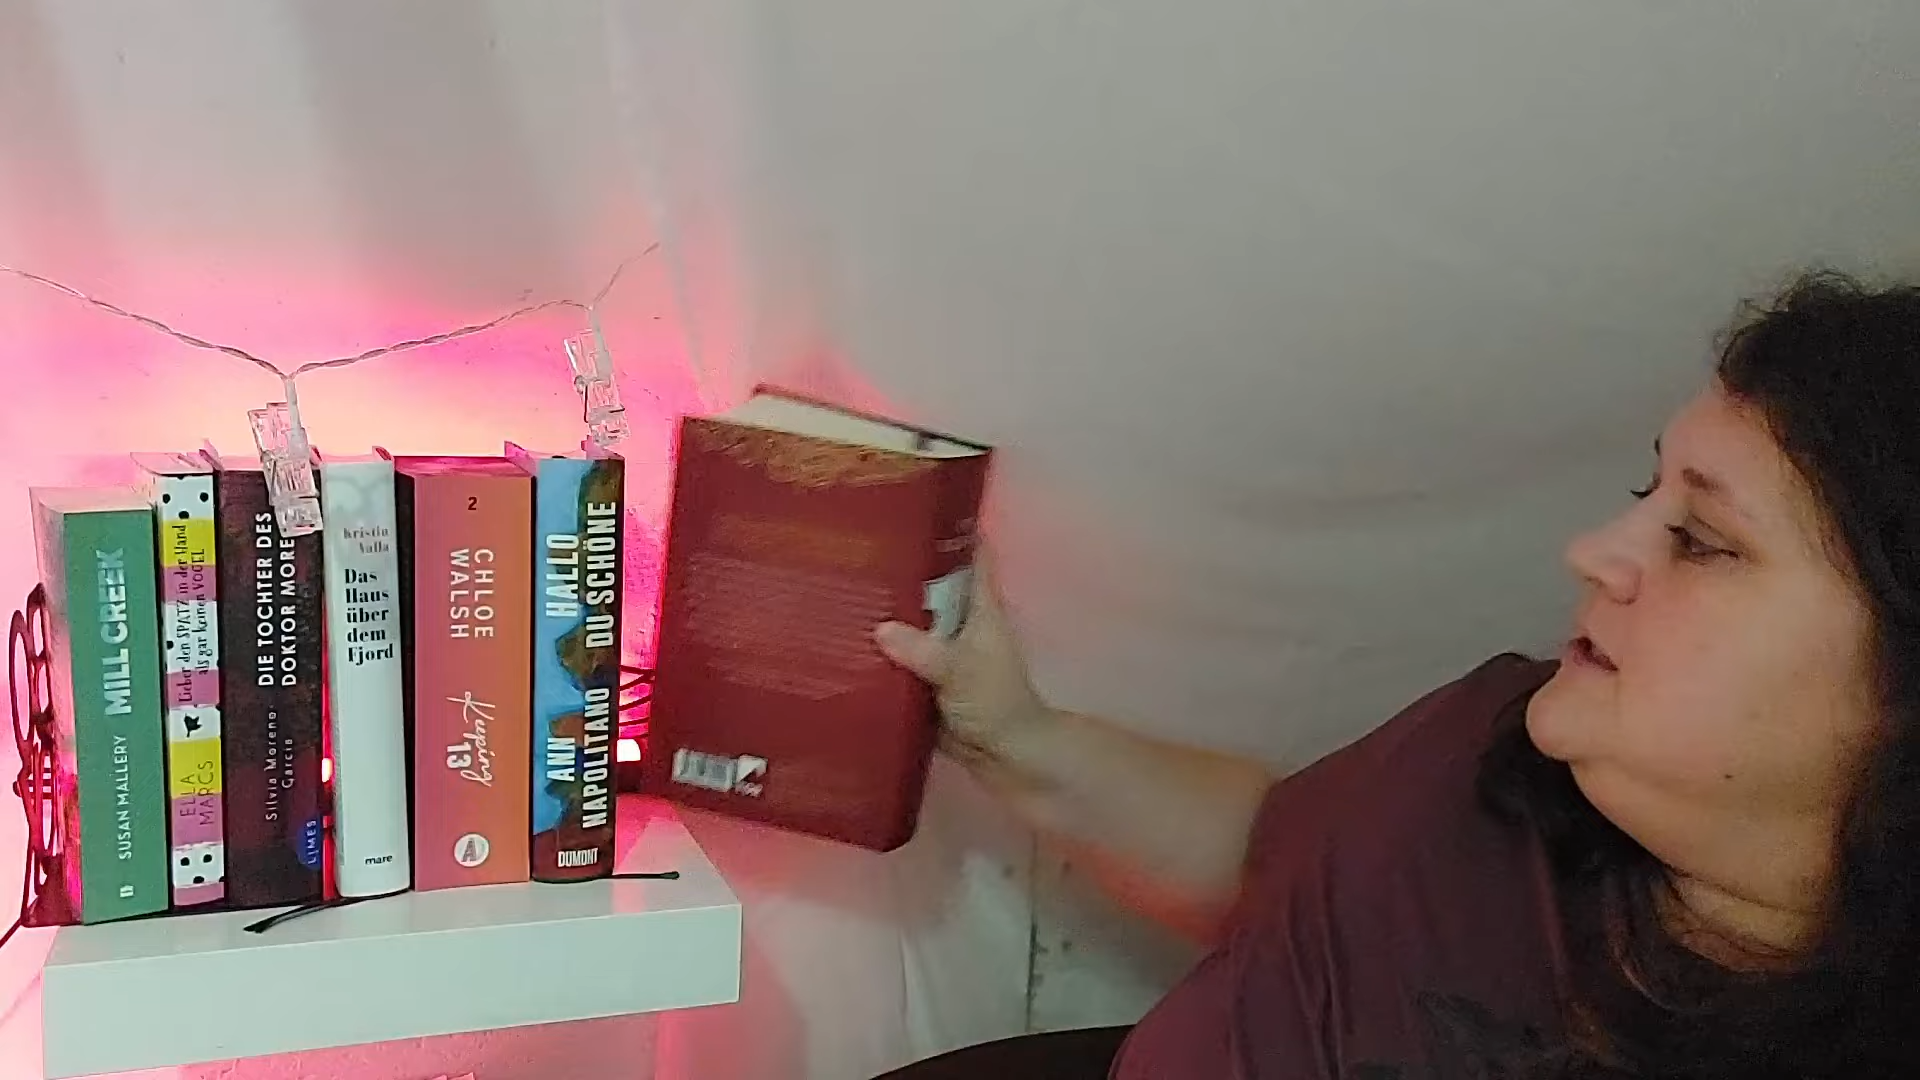 MILL CREEK
SUSAN MALLERY
Lieber den SPATZ in der Hand
als gar keinen VOGEL
ELLA
MARCS
DIE TOCHTER DES
DOKTOR MORE
Silvia Moreno-
Garcia
LIMES
Kristin
Valla
Das
Haus
über
dem
Fjord
mare
2
CHLOE
WALSH
Keeping
13
HALLO
DU SCHÖNE
ANN
NAPOLITANO
DUMONT